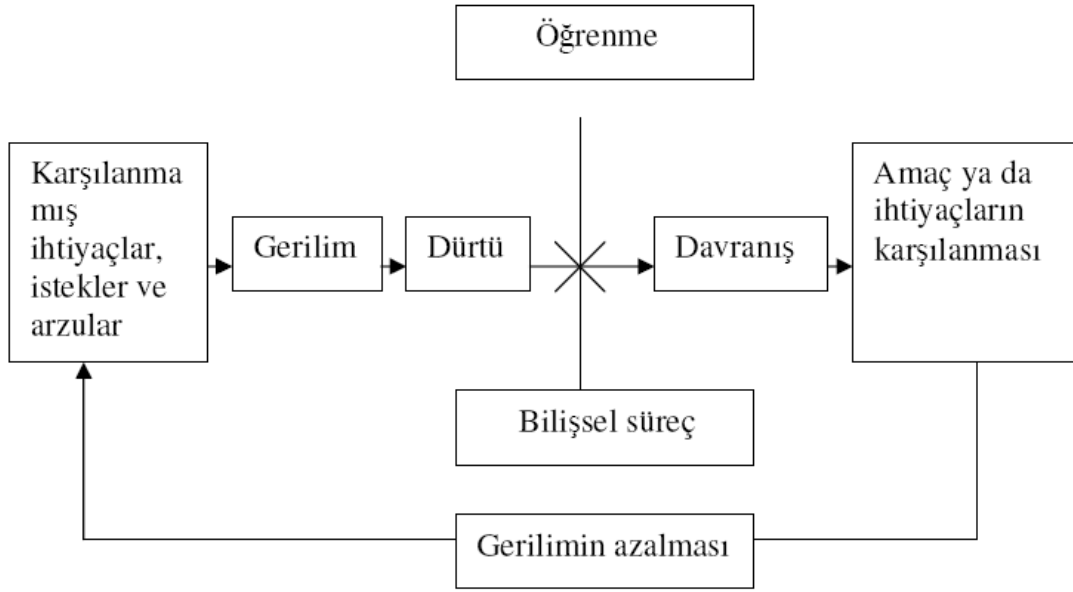 Öğrenme
Karşılanma
mış
ihtiyaçlar,
istekler ve
arzular
Gerilim
Dürtü
Davranış
Amaç ya da
ihtiyaçların
karşılanması
Bilişsel süreç
Gerilimin azalması